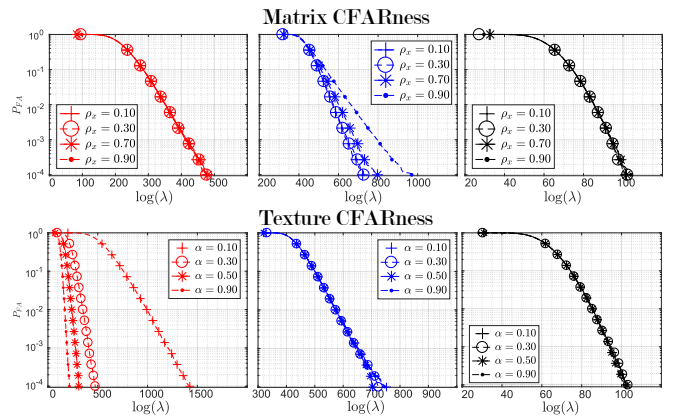 Matrix CFARness
10^0
10^-1
10^-2
10^-3
10^-4
P_FA
ρ_x = 0.10
ρ_x = 0.30
ρ_x = 0.70
ρ_x = 0.90
0 200 400 600
log(λ)
ρ_x = 0.10
ρ_x = 0.30
ρ_x = 0.70
ρ_x = 0.90
200 400 600 800 1000
log(λ)
ρ_x = 0.10
ρ_x = 0.30
ρ_x = 0.70
ρ_x = 0.90
20 40 60 80 100
log(λ)
Texture CFARness
10^0
10^-1
10^-2
10^-3
10^-4
P_FA
α = 0.10
α = 0.30
α = 0.50
α = 0.90
0 500 1000 1500 2000
log(λ)
α = 0.10
α = 0.30
α = 0.50
α = 0.90
300 400 500 600 700 800 900
log(λ)
α = 0.10
α = 0.30
α = 0.50
α = 0.90
20 40 60 80 100
log(λ)